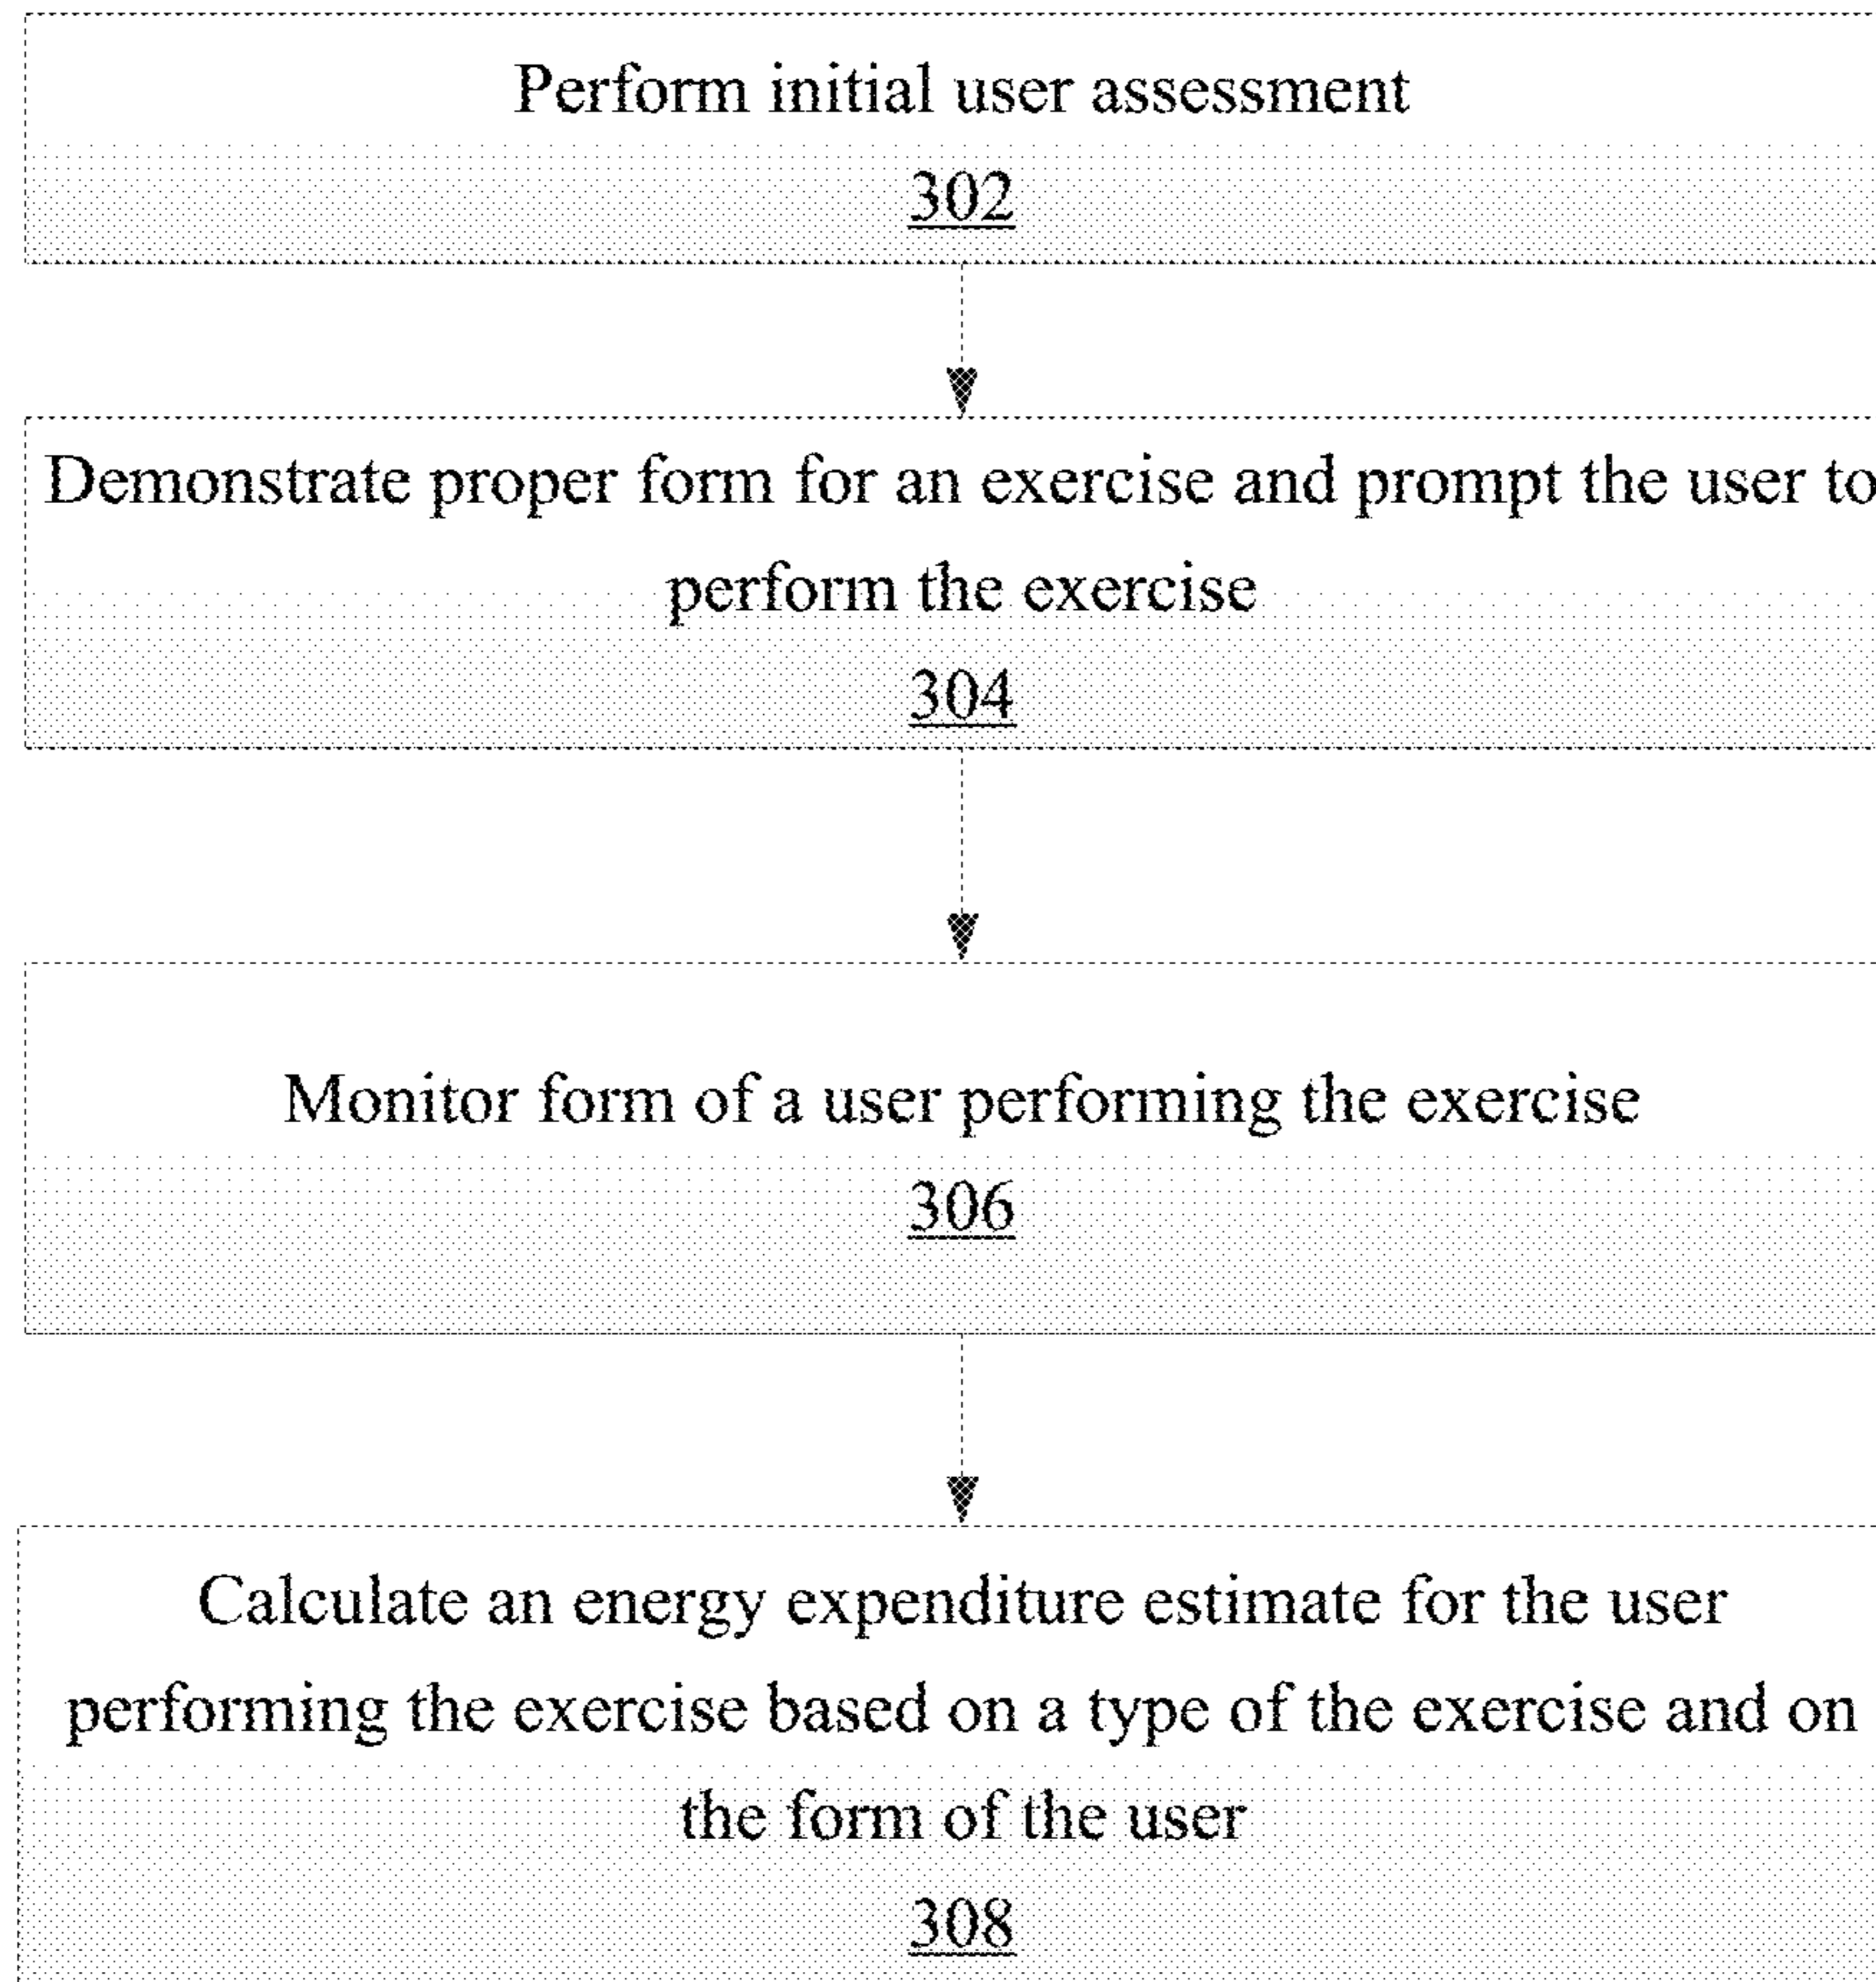 Perform initial user assessment
302
Demonstrate proper form for an exercise and prompt the user to
perform the exercise
304
Monitor form of a user performing the exercise
306
Calculate an energy expenditure estimate for the user
performing the exercise based on a type of the exercise and on
the form of the user
308